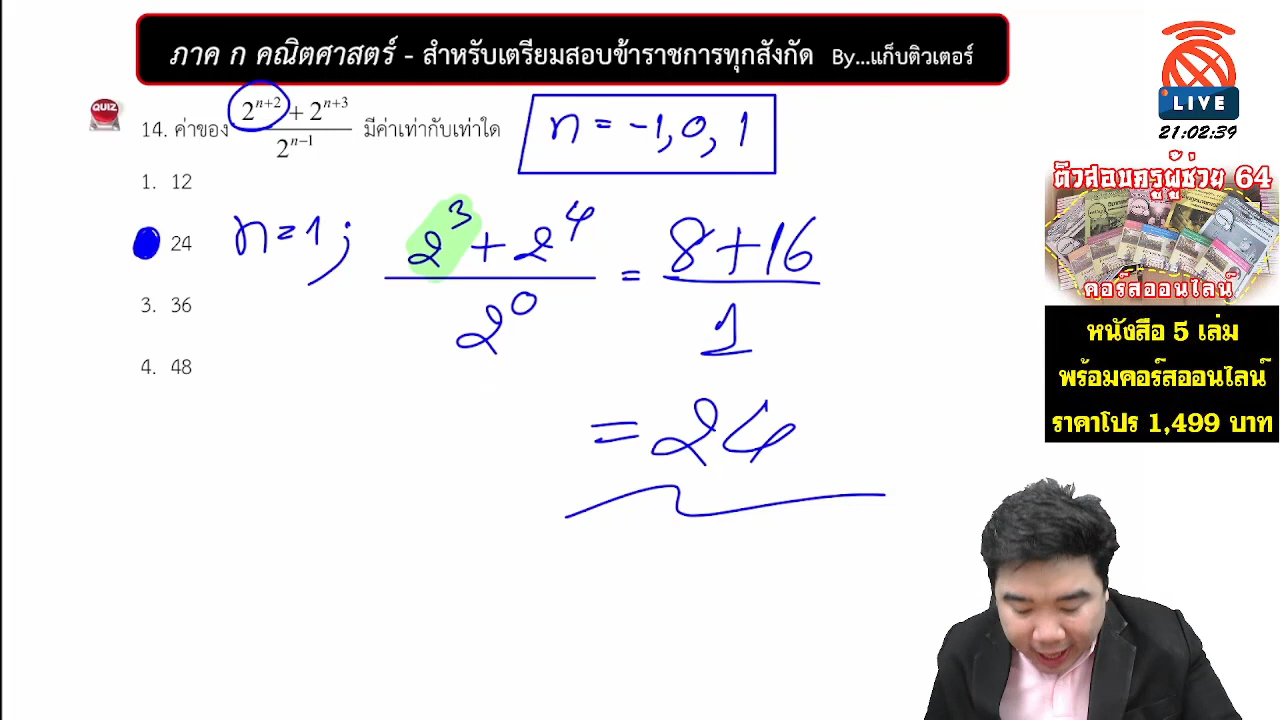 ภาค ก คณิตศาสตร์ - สำหรับเตรียมสอบข้าราชการทุกสังกัด By...แก็บติวเตอร์
LIVE
21:02:39
QUIZ
14. ค่าของ (2^{n+2} + 2^{n+3}) / 2^{n-1} มีค่าเท่ากับเท่าใด
n = -1, 0, 1
1. 12
24
3. 36
4. 48
n=1; (2^3 + 2^4) / 2^0 = (8+16) / 1
= 24
ติวสอบครูผู้ช่วย 64
คอร์สออนไลน์
หนังสือ 5 เล่ม
พร้อมคอร์สออนไลน์
ราคาโปร 1,499 บาท